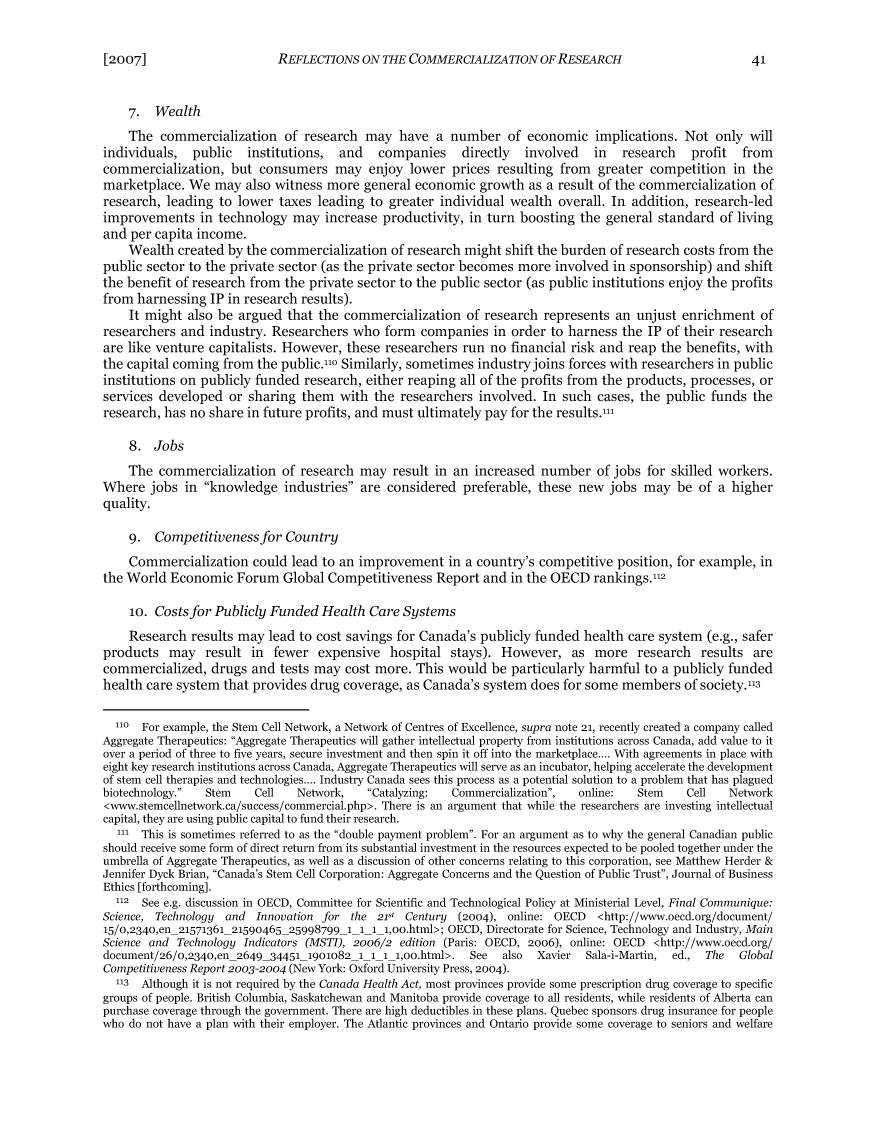 [2007] REFLECTIONS ON THE COMMERCIALIZATION OF RESEARCH 41
7. Wealth
The commercialization of research may have a number of economic implications. Not only will
individuals, public institutions, and companies directly involved in research profit from
commercialization, but consumers may enjoy lower prices resulting from greater competition in the
marketplace. We may also witness more general economic growth as a result of the commercialization of
research, leading to lower taxes leading to greater individual wealth overall. In addition, research-led
improvements in technology may increase productivity, in turn boosting the general standard of living
and per capita income.
Wealth created by the commercialization of research might shift the burden of research costs from the
public sector to the private sector (as the private sector becomes more involved in sponsorship) and shift
the benefit of research from the private sector to the public sector (as public institutions enjoy the profits
from harnessing IP in research results).
It might also be argued that the commercialization of research represents an unjust enrichment of
researchers and industry. Researchers who form companies in order to harness the IP of their research
are like venture capitalists. However, these researchers run no financial risk and reap the benefits, with
the capital coming from the public.110 Similarly, sometimes industry joins forces with researchers in public
institutions on publicly funded research, either reaping all of the profits from the products, processes, or
services developed or sharing them with the researchers involved. In such cases, the public funds the
research, has no share in future profits, and must ultimately pay for the results.111
8. Jobs
The commercialization of research may result in an increased number of jobs for skilled workers.
Where jobs in “knowledge industries” are considered preferable, these new jobs may be of a higher
quality.
9. Competitiveness for Country
Commercialization could lead to an improvement in a country’s competitive position, for example, in
the World Economic Forum Global Competitiveness Report and in the OECD rankings.112
10. Costs for Publicly Funded Health Care Systems
Research results may lead to cost savings for Canada’s publicly funded health care system (e.g., safer
products may result in fewer expensive hospital stays). However, as more research results are
commercialized, drugs and tests may cost more. This would be particularly harmful to a publicly funded
health care system that provides drug coverage, as Canada’s system does for some members of society.113
110 For example, the Stem Cell Network, a Network of Centres of Excellence, supra note 21, recently created a company called
Aggregate Therapeutics: “Aggregate Therapeutics will gather intellectual property from institutions across Canada, add value to it
over a period of three to five years, secure investment and then spin it off into the marketplace.... With agreements in place with
eight key research institutions across Canada, Aggregate Therapeutics will serve as an incubator, helping accelerate the development
of stem cell therapies and technologies.... Industry Canada sees this process as a potential solution to a problem that has plagued
biotechnology.” Stem Cell Network, “Catalyzing: Commercialization”, online: Stem Cell Network
<www.stemcellnetwork.ca/success/commercial.php>. There is an argument that while the researchers are investing intellectual
capital, they are using public capital to fund their research.
111 This is sometimes referred to as the “double payment problem”. For an argument as to why the general Canadian public
should receive some form of direct return from its substantial investment in the resources expected to be pooled together under the
umbrella of Aggregate Therapeutics, as well as a discussion of other concerns relating to this corporation, see Matthew Herder &
Jennifer Dyck Brian, “Canada’s Stem Cell Corporation: Aggregate Concerns and the Question of Public Trust”, Journal of Business
Ethics [forthcoming].
112 See e.g. discussion in OECD, Committee for Scientific and Technological Policy at Ministerial Level, Final Communique:
Science, Technology and Innovation for the 21st Century (2004), online: OECD <http://www.oecd.org/document/
15/0,2340,en_21571361_21590465_25998799_1_1_1_1,00.html>; OECD, Directorate for Science, Technology and Industry, Main
Science and Technology Indicators (MSTI), 2006/2 edition (Paris: OECD, 2006), online: OECD <http://www.oecd.org/
document/26/0,2340,en_2649_34451_1901082_1_1_1_1,00.html>. See also Xavier Sala-i-Martin, ed., The Global
Competitiveness Report 2003-2004 (New York: Oxford University Press, 2004).
113 Although it is not required by the Canada Health Act, most provinces provide some prescription drug coverage to specific
groups of people. British Columbia, Saskatchewan and Manitoba provide coverage to all residents, while residents of Alberta can
purchase coverage through the government. There are high deductibles in these plans. Quebec sponsors drug insurance for people
who do not have a plan with their employer. The Atlantic provinces and Ontario provide some coverage to seniors and welfare